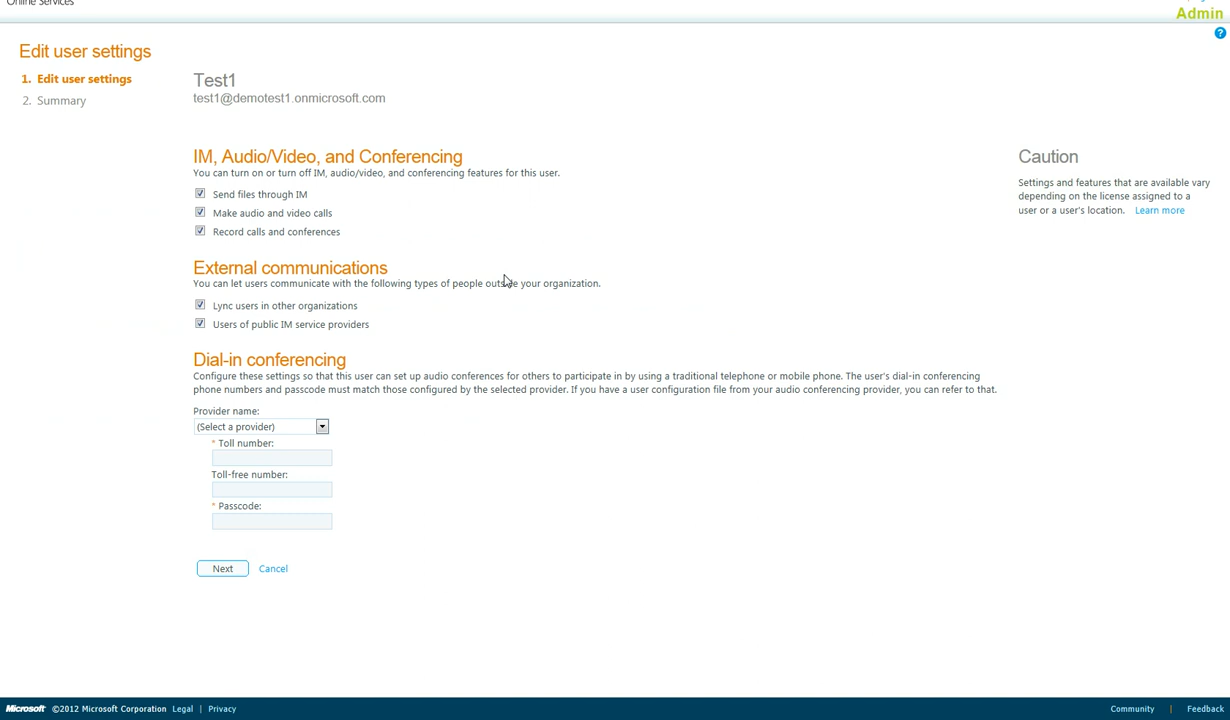 Online Services
Admin
?
Edit user settings
1. Edit user settings
2. Summary
Test1
test1@demotest1.onmicrosoft.com
IM, Audio/Video, and Conferencing
You can turn on or turn off IM, audio/video, and conferencing features for this user.
Send files through IM
Make audio and video calls
Record calls and conferences
Caution
Settings and features that are available vary
depending on the license assigned to a
user or a user's location. Learn more
External communications
You can let users communicate with the following types of people outside your organization.
Lync users in other organizations
Users of public IM service providers
Dial-in conferencing
Configure these settings so that this user can set up audio conferences for others to participate in by using a traditional telephone or mobile phone. The user's dial-in conferencing
phone numbers and passcode must match those configured by the selected provider. If you have a user configuration file from your audio conferencing provider, you can refer to that.
Provider name:
(Select a provider)
* Toll number:
Toll-free number:
* Passcode:
Next Cancel
Microsoft ©2012 Microsoft Corporation Legal | Privacy
Community | Feedback